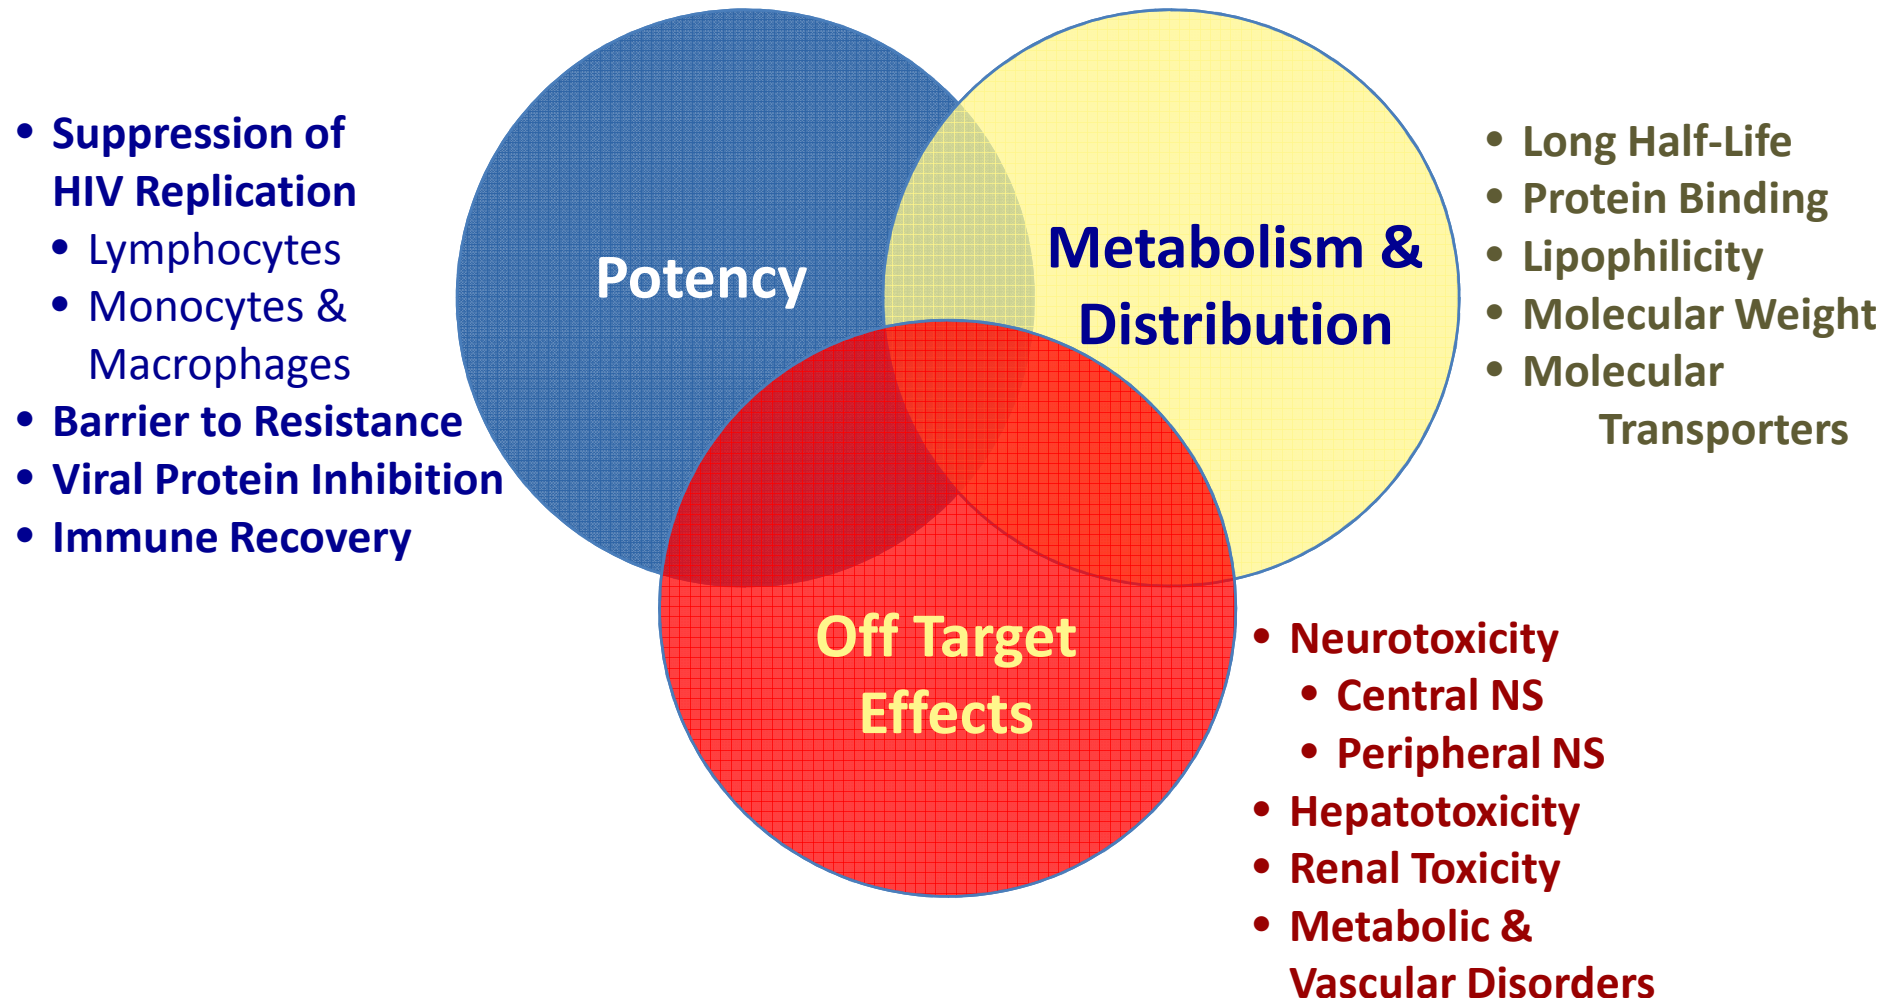 • Suppression of
HIV Replication
• Lymphocytes
• Monocytes &
Macrophages
• Barrier to Resistance
• Viral Protein Inhibition
• Immune Recovery
Potency
Metabolism &
Distribution
• Long Half-Life
• Protein Binding
• Lipophilicity
• Molecular Weight
• Molecular
Transporters
Off Target
Effects
• Neurotoxicity
• Central NS
• Peripheral NS
• Hepatotoxicity
• Renal Toxicity
• Metabolic &
Vascular Disorders